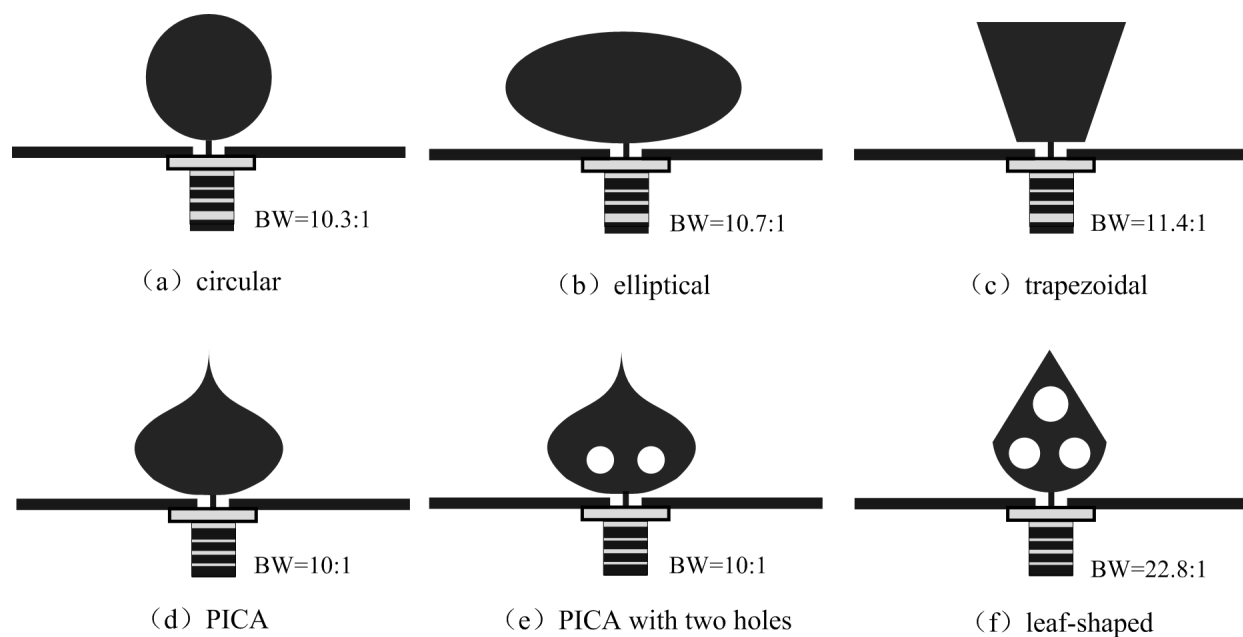 BW=10.3:1
BW=10.7:1
BW=11.4:1
（a）circular
（b）elliptical
（c）trapezoidal
BW=10:1
BW=10:1
BW=22.8:1
（d）PICA
（e）PICA with two holes
（f）leaf-shaped